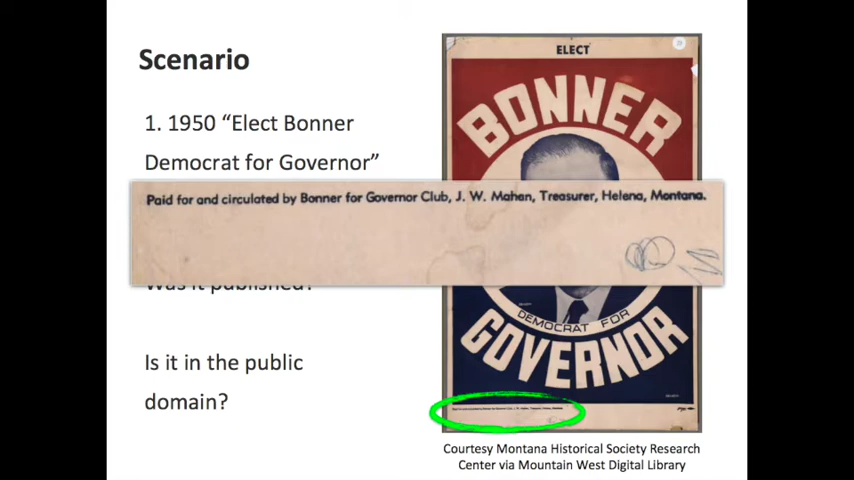 Scenario
1. 1950 “Elect Bonner
Democrat for Governor”
Paid for and circulated by Bonner for Governor Club, J. W. Mahan, Treasurer, Helena, Montana.
Was it published?
Is it in the public
domain?
ELECT
BONNER
DEMOCRAT FOR
GOVERNOR
Courtesy Montana Historical Society Research
Center via Mountain West Digital Library